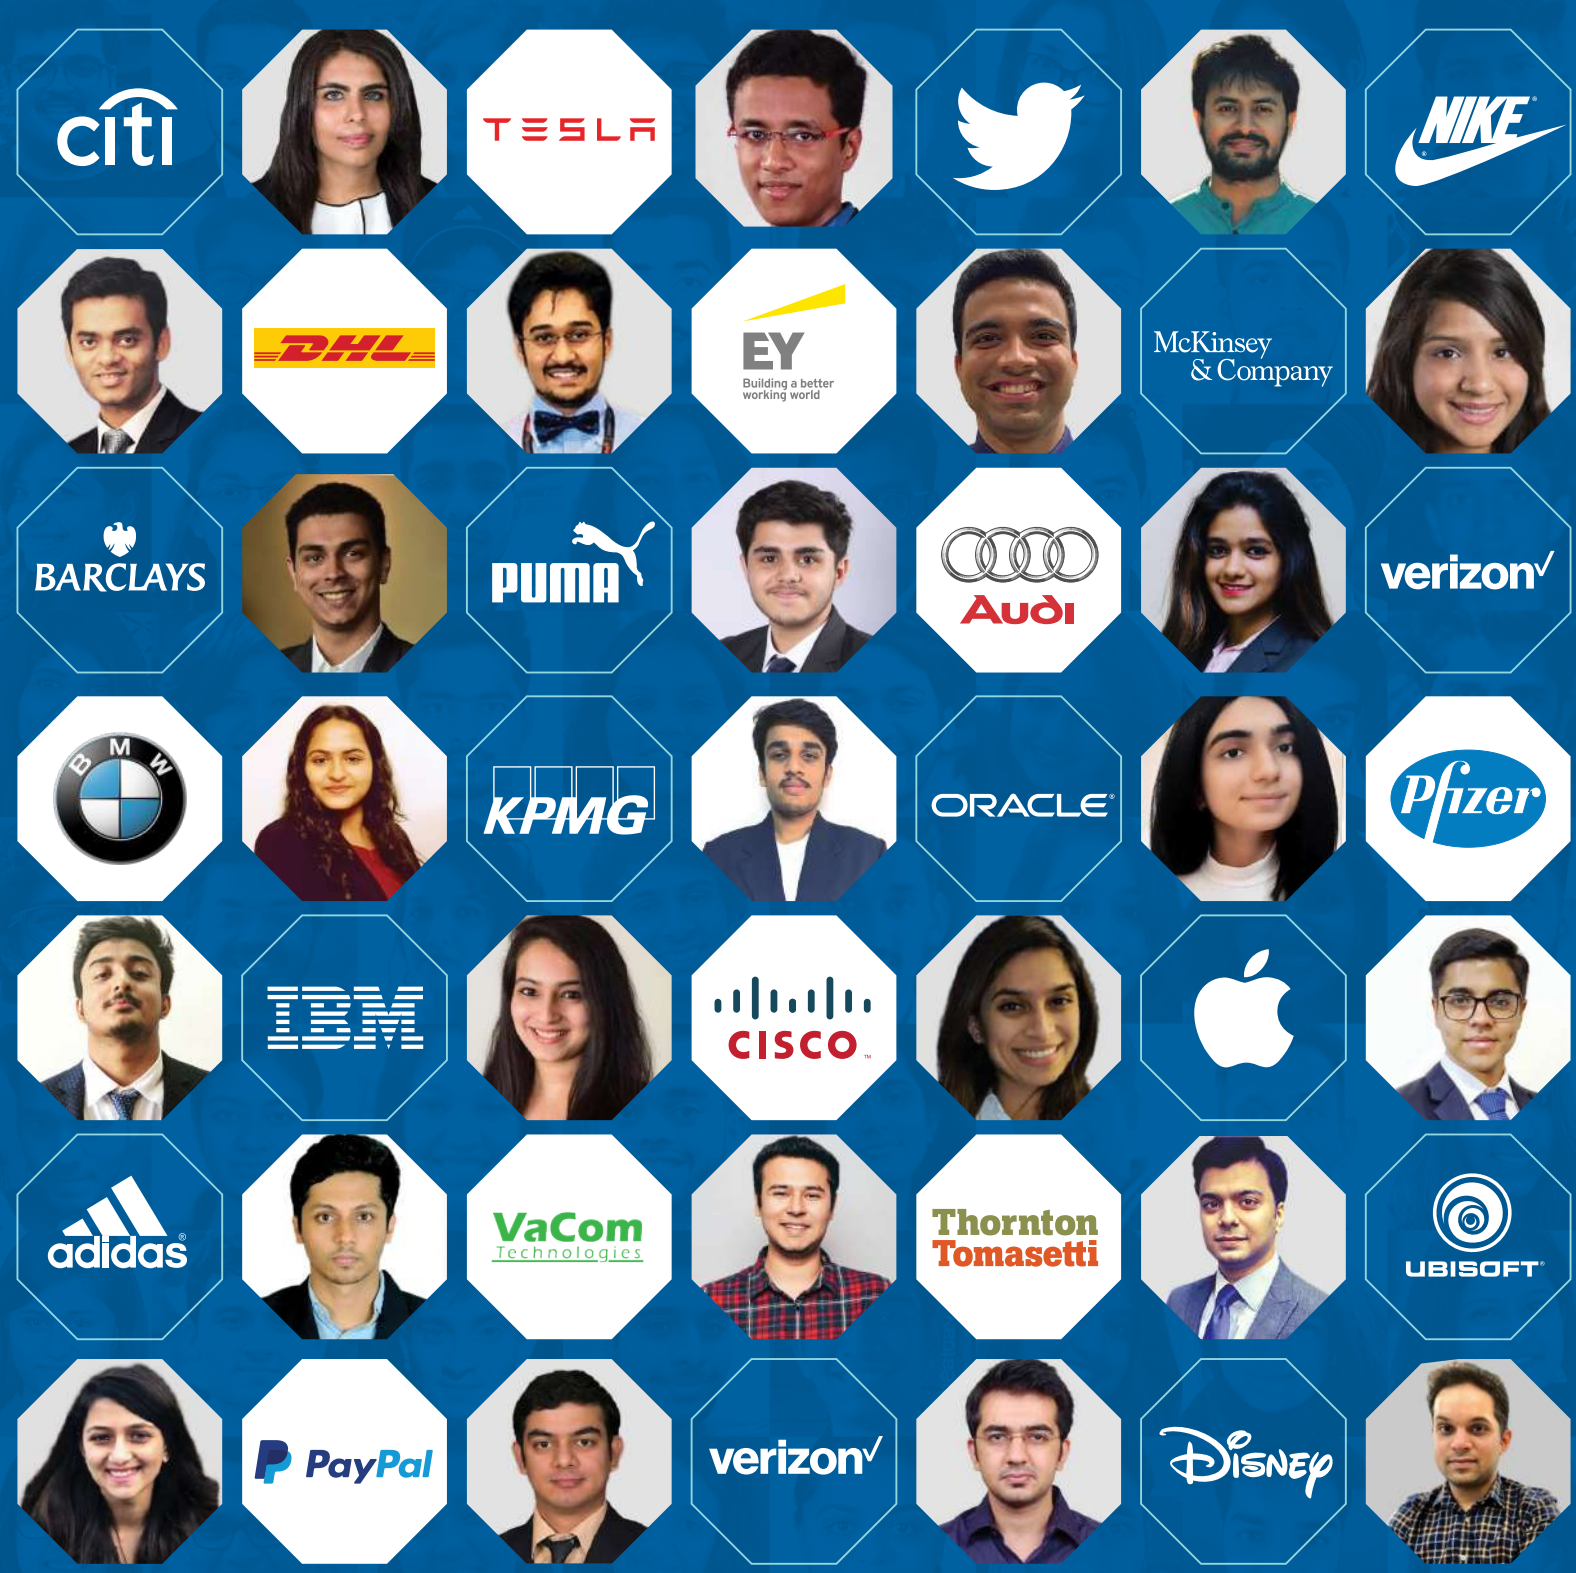 citi
TESLA
NIKE
DHL
EY
Building a better
working world
McKinsey
& Company
BARCLAYS
PUMA
Audi
verizon
BMW
KPMG
ORACLE
Pfizer
IBM
CISCO
adidas
VaCom
Technologies
Thornton
Tomasetti
UBISOFT
PayPal
verizon
DISNEY